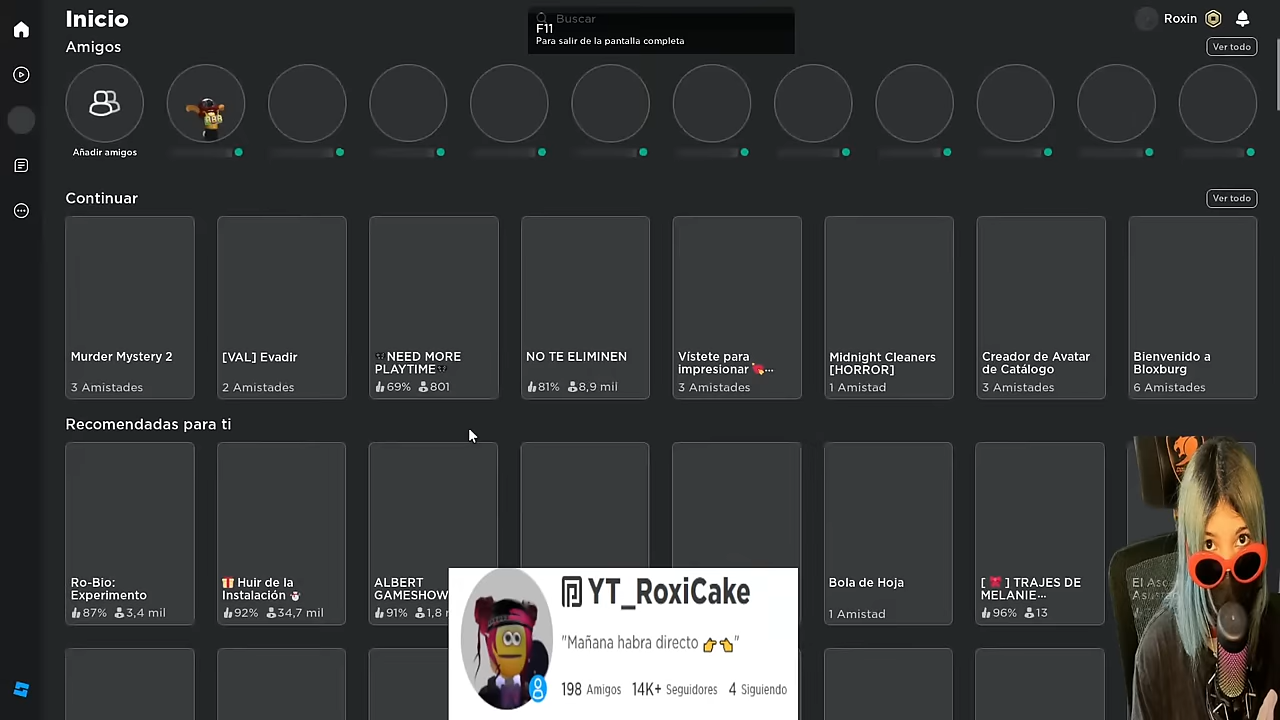 Inicio
Buscar
F11
Para salir de la pantalla completa
Roxin
Amigos
Ver todo
Añadir amigos
Continuar
Ver todo
Murder Mystery 2
3 Amistades
[VAL] Evadir
2 Amistades
NEED MORE
PLAYTIME
69% 801
NO TE ELIMINEN
81% 8,9 mil
Vístete para
impresionar 💘...
3 Amistades
Midnight Cleaners
[HORROR]
1 Amistad
Creador de Avatar
de Catálogo
3 Amistades
Bienvenido a
Bloxburg
6 Amistades
Recomendadas para ti
Ro-Bio:
Experimento
87% 3,4 mil
🎁Huir de la
Instalación ⛄
92% 34,7 mil
ALBERT
GAMESHOW
91% 1,8
Bola de Hoja
1 Amistad
[🎀] TRAJES DE
MELANIE...
96% 13
El Aso
YT_RoxiCake
"Mañana habra directo 👉👈"
198 Amigos 14K+ Seguidores 4 Siguiendo